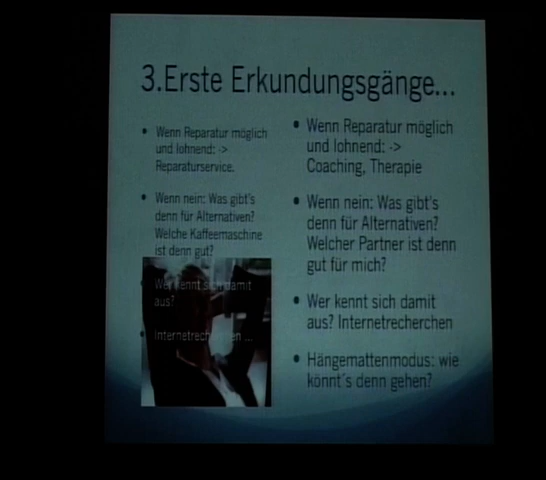 3.Erste Erkundungsgänge...
• Wenn Reparatur möglich
und lohnend: ->
Reparaturservice.
• Wenn nein: Was gibt's
denn für Alternativen?
Welche Kaffeemaschine
ist denn gut?
• Wer kennt sich damit
aus?
• Internetrecherchen ...
• Wenn Reparatur möglich
und lohnend: ->
Coaching, Therapie
• Wenn nein: Was gibt's
denn für Alternativen?
Welcher Partner ist denn
gut für mich?
• Wer kennt sich damit
aus? Internetrecherchen
• Hängemattenmodus: wie
könnt´s denn gehen?